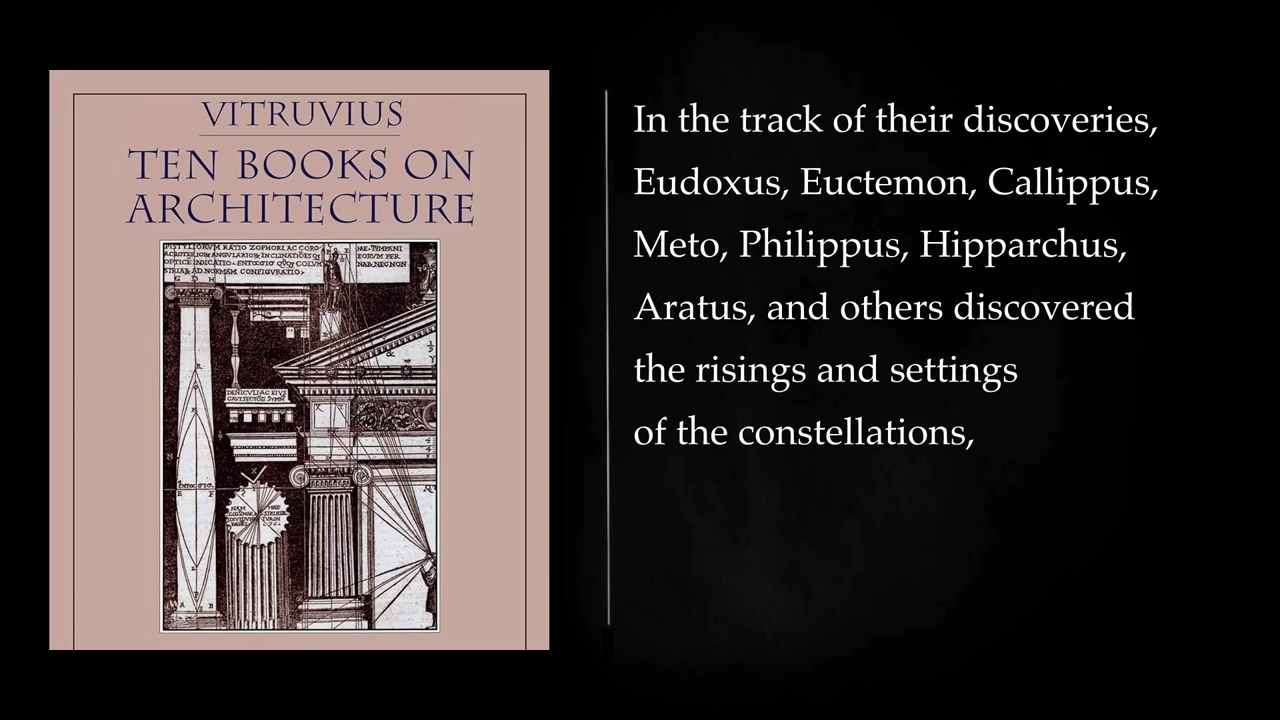 VITRUVIUS
TEN BOOKS ON
ARCHITECTURE
In the track of their discoveries,
Eudoxus, Euctemon, Callippus,
Meto, Philippus, Hipparchus,
Aratus, and others discovered
the risings and settings
of the constellations,